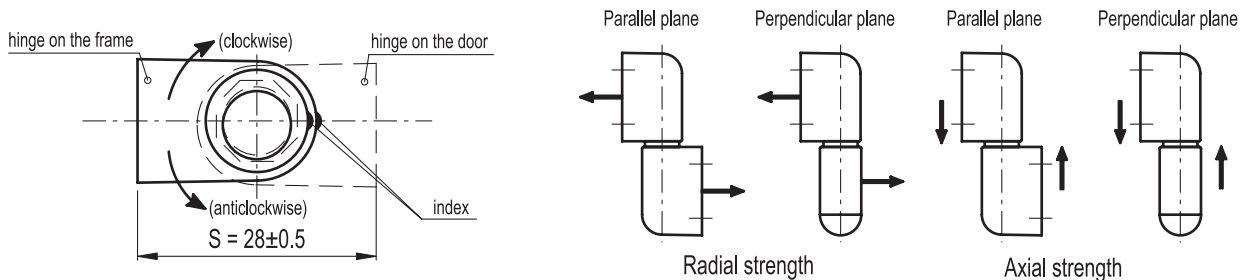 hinge on the frame
(clockwise)
hinge on the door
(anticlockwise)
index
S = 28±0.5
Parallel plane
Perpendicular plane
Parallel plane
Perpendicular plane
Radial strength
Axial strength